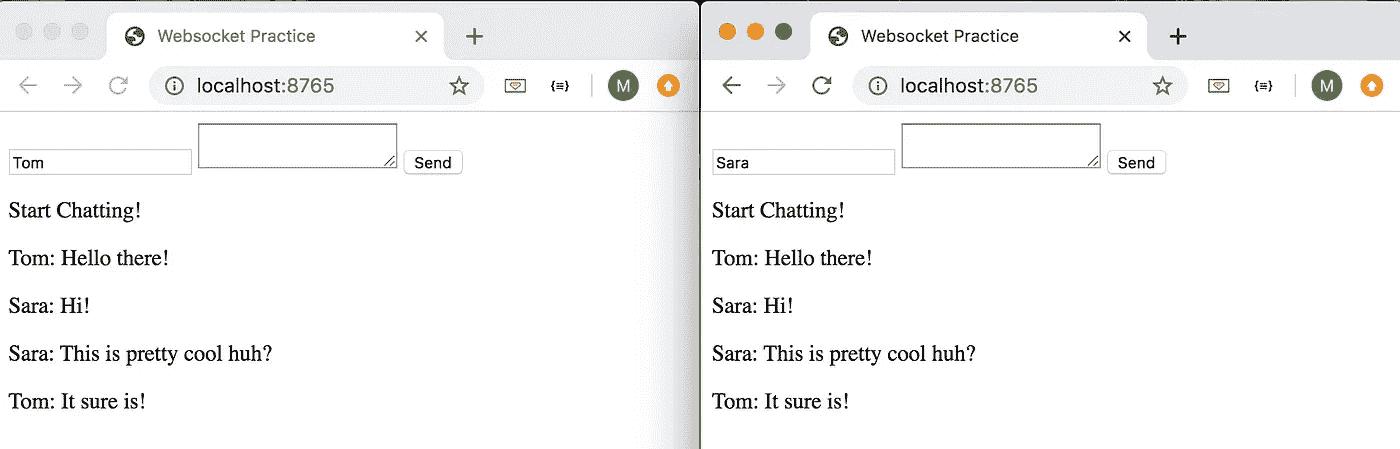 Websocket Practice
localhost:8765
{≡}
M
Tom
Send
Start Chatting!
Tom: Hello there!
Sara: Hi!
Sara: This is pretty cool huh?
Tom: It sure is!
Websocket Practice
localhost:8765
{≡}
M
Sara
Send
Start Chatting!
Tom: Hello there!
Sara: Hi!
Sara: This is pretty cool huh?
Tom: It sure is!